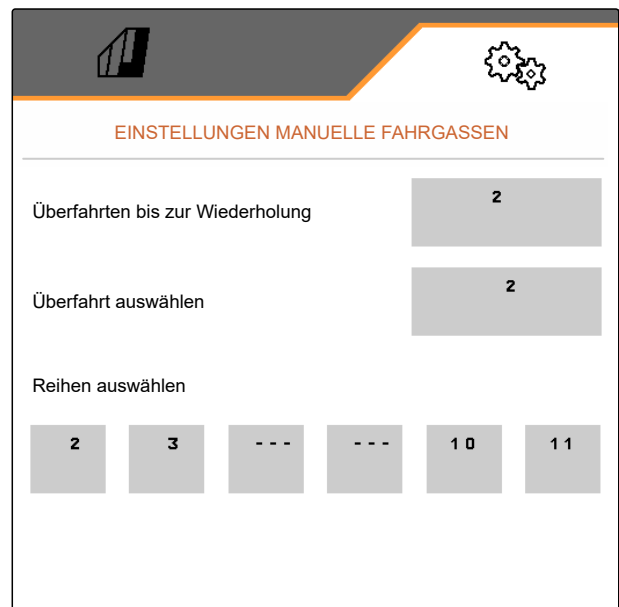 EINSTELLUNGEN MANUELLE FAHRGASSEN
Überfahrten bis zur Wiederholung 2
Überfahrt auswählen 2
Reihen auswählen
2 3 --- --- 10 11